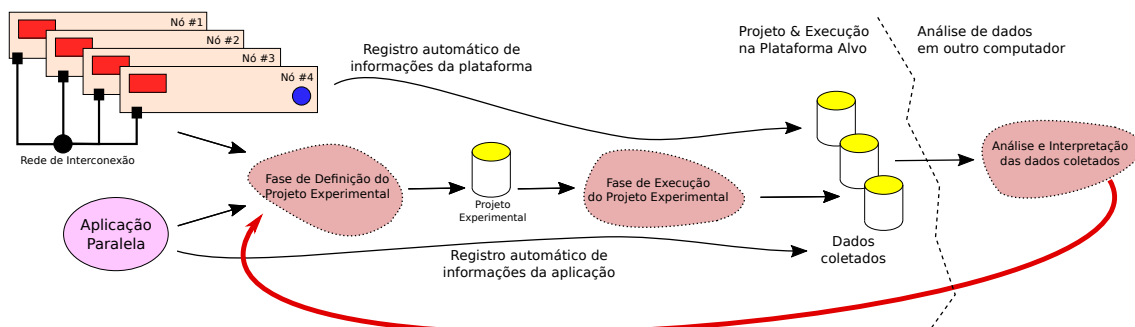 Nó #1
Nó #2
Nó #3
Nó #4
Rede de Interconexão
Registro automático de
informações da plataforma
Projeto & Execução
na Plataforma Alvo
Análise de dados
em outro computador
Fase de Definição do
Projeto Experimental
Projeto
Experimental
Fase de Execução
do Projeto Experimental
Análise e Interpretação
das dados coletados
Aplicação
Paralela
Registro automático de
informações da aplicação
Dados
coletados